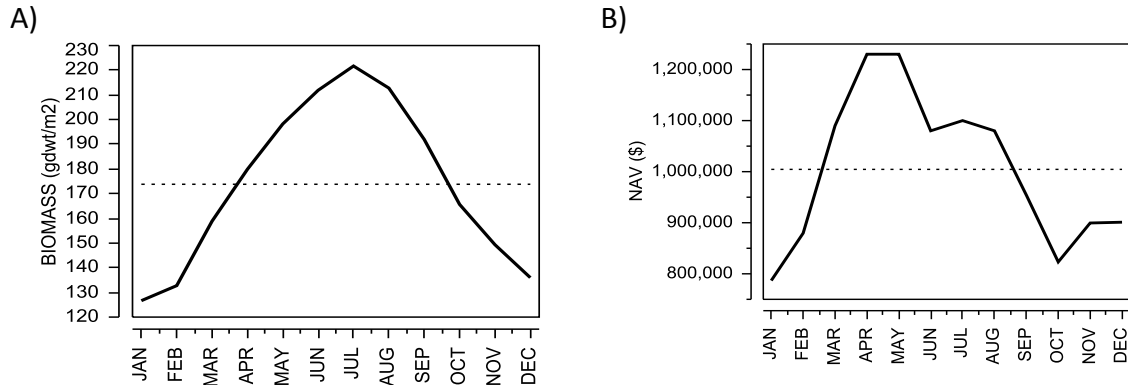 A)
BIOMASS (gdwt/m2)
230
220
210
200
190
174
174
160
150
140
130
120
JAN
FEB
MAR
APR
MAY
JUN
JUL
AUG
SEP
OCT
NOV
DEC
B)
NAV ($)
1,200,000
1,100,000
1,000,000
900,000
800,000
JAN
FEB
MAR
APR
MAY
JUN
JUL
AUG
SEP
OCT
NOV
DEC